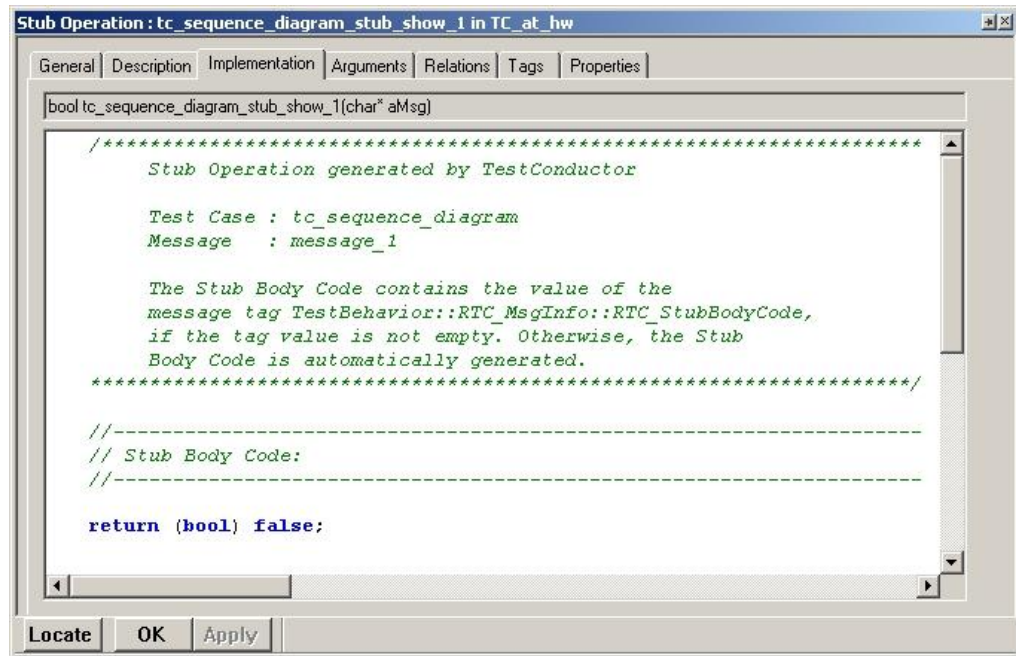 Stub Operation : tc_sequence_diagram_stub_show_1 in TC_at_hw
General Description Implementation Arguments Relations Tags Properties
bool tc_sequence_diagram_stub_show_1(char* aMsg)
/*********************************************************************
Stub Operation generated by TestConductor
Test Case : tc_sequence_diagram
Message   : message_1
The Stub Body Code contains the value of the
message tag TestBehavior::RTC_MsgInfo::RTC_StubBodyCode,
if the tag value is not empty. Otherwise, the Stub
Body Code is automatically generated.
*********************************************************************/
//--------------------------------------------------------------------
// Stub Body Code:
//--------------------------------------------------------------------
return (bool) false;
Locate OK Apply